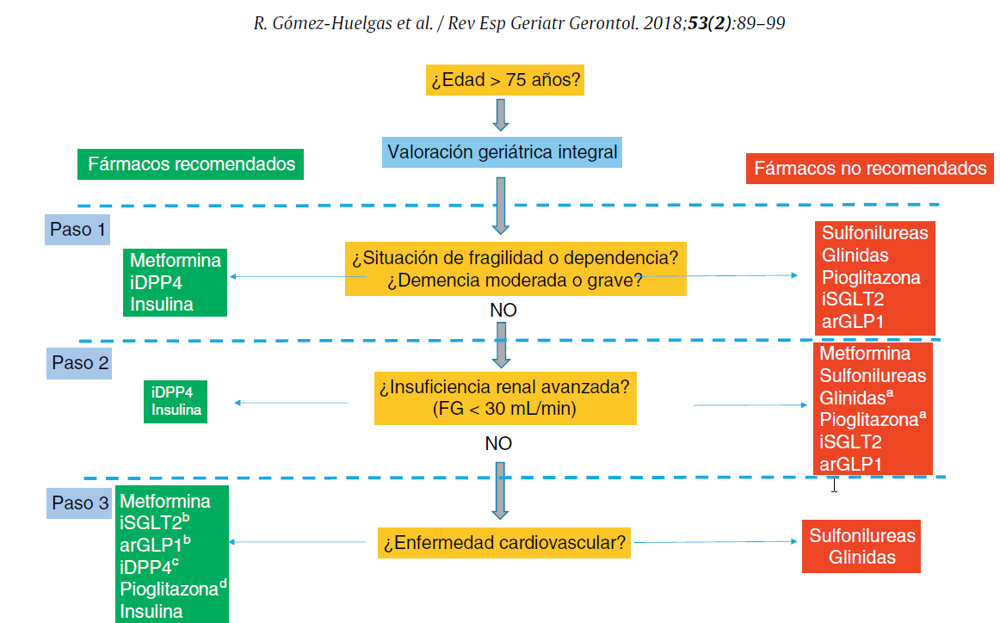 R. Gómez-Huelgas et al. / Rev Esp Geriatr Gerontol. 2018;53(2):89–99
¿Edad > 75 años?
Valoración geriátrica integral
Fármacos recomendados
Fármacos no recomendados
Paso 1
Metformina
iDPP4
Insulina
¿Situación de fragilidad o dependencia?
¿Demencia moderada o grave?
Sulfonilureas
Glinidas
Pioglitazona
iSGLT2
arGLP1
NO
Paso 2
iDPP4
Insulina
¿Insuficiencia renal avanzada?
(FG < 30 mL/min)
Metformina
Sulfonilureas
Glinidasᵃ
Pioglitazonaᵃ
iSGLT2
arGLP1
NO
Paso 3
Metformina
iSGLT2ᵇ
arGLP1ᵇ
iDPP4ᶜ
Pioglitazonaᵈ
Insulina
¿Enfermedad cardiovascular?
Sulfonilureas
Glinidas